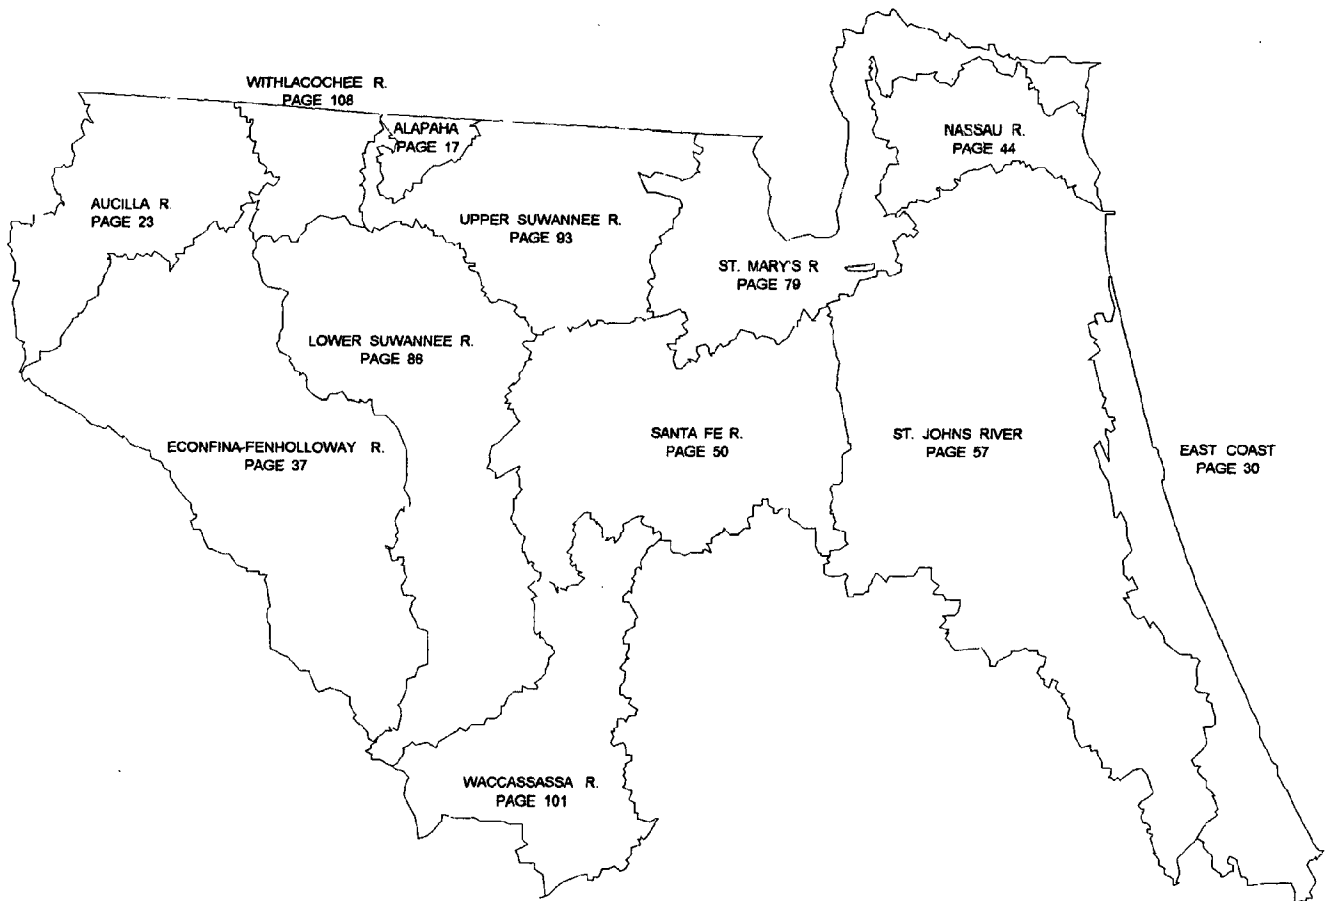 WITHLACOCHEE R.
PAGE 108
ALAPAHA
PAGE 17
NASSAU R.
PAGE 44
AUCILLA R.
PAGE 23
UPPER SUWANNEE R.
PAGE 93
ST. MARY'S R
PAGE 79
LOWER SUWANNEE R.
PAGE 86
ECONFINA-FENHOLLOWAY R.
PAGE 37
SANTA FE R.
PAGE 50
ST. JOHNS RIVER
PAGE 57
EAST COAST
PAGE 30
WACCASSASSA R.
PAGE 101